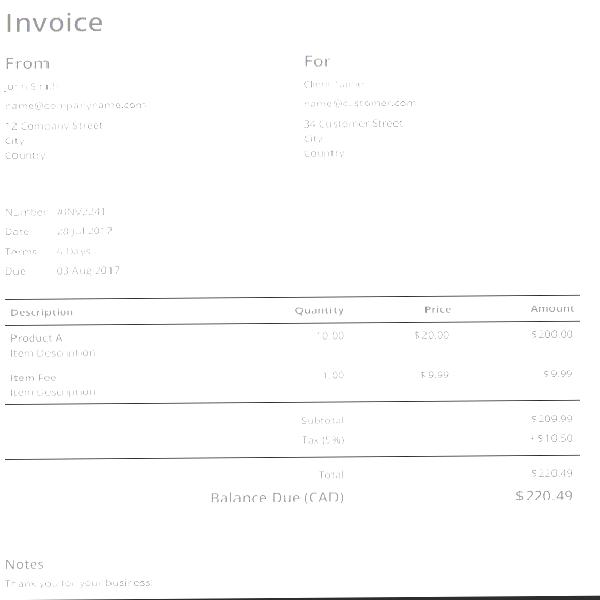 Invoice
From
John Smith
name@companyname.com
12 Company Street
City
Country
For
Client Name
name@customer.com
34 Customer Street
City
Country
Number #INV2241
Date 28 Jul 2017
Terms 6 Days
Due 03 Aug 2017
Description Quantity Price Amount
Product A 10.00 $20.00 $200.00
Item Description
Item Fee 1.00 $9.99 $9.99
Item Description
Subtotal $209.99
Tax (5%) + $10.50
Total $220.49
Balance Due (CAD) $220.49
Notes
Thank you for your business